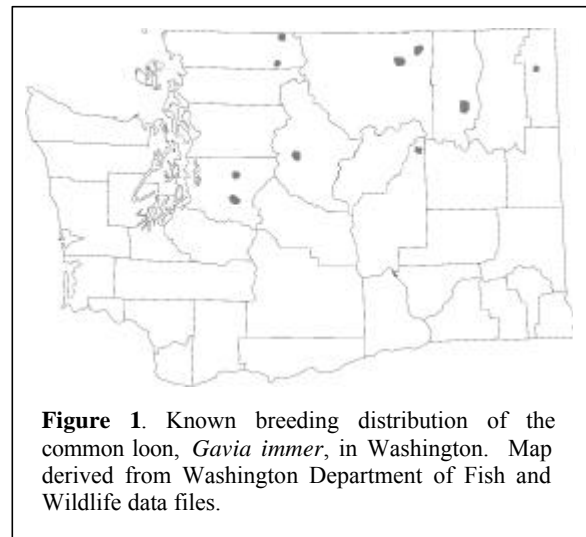 Figure 1. Known breeding distribution of the
common loon, Gavia immer, in Washington. Map
derived from Washington Department of Fish and
Wildlife data files.